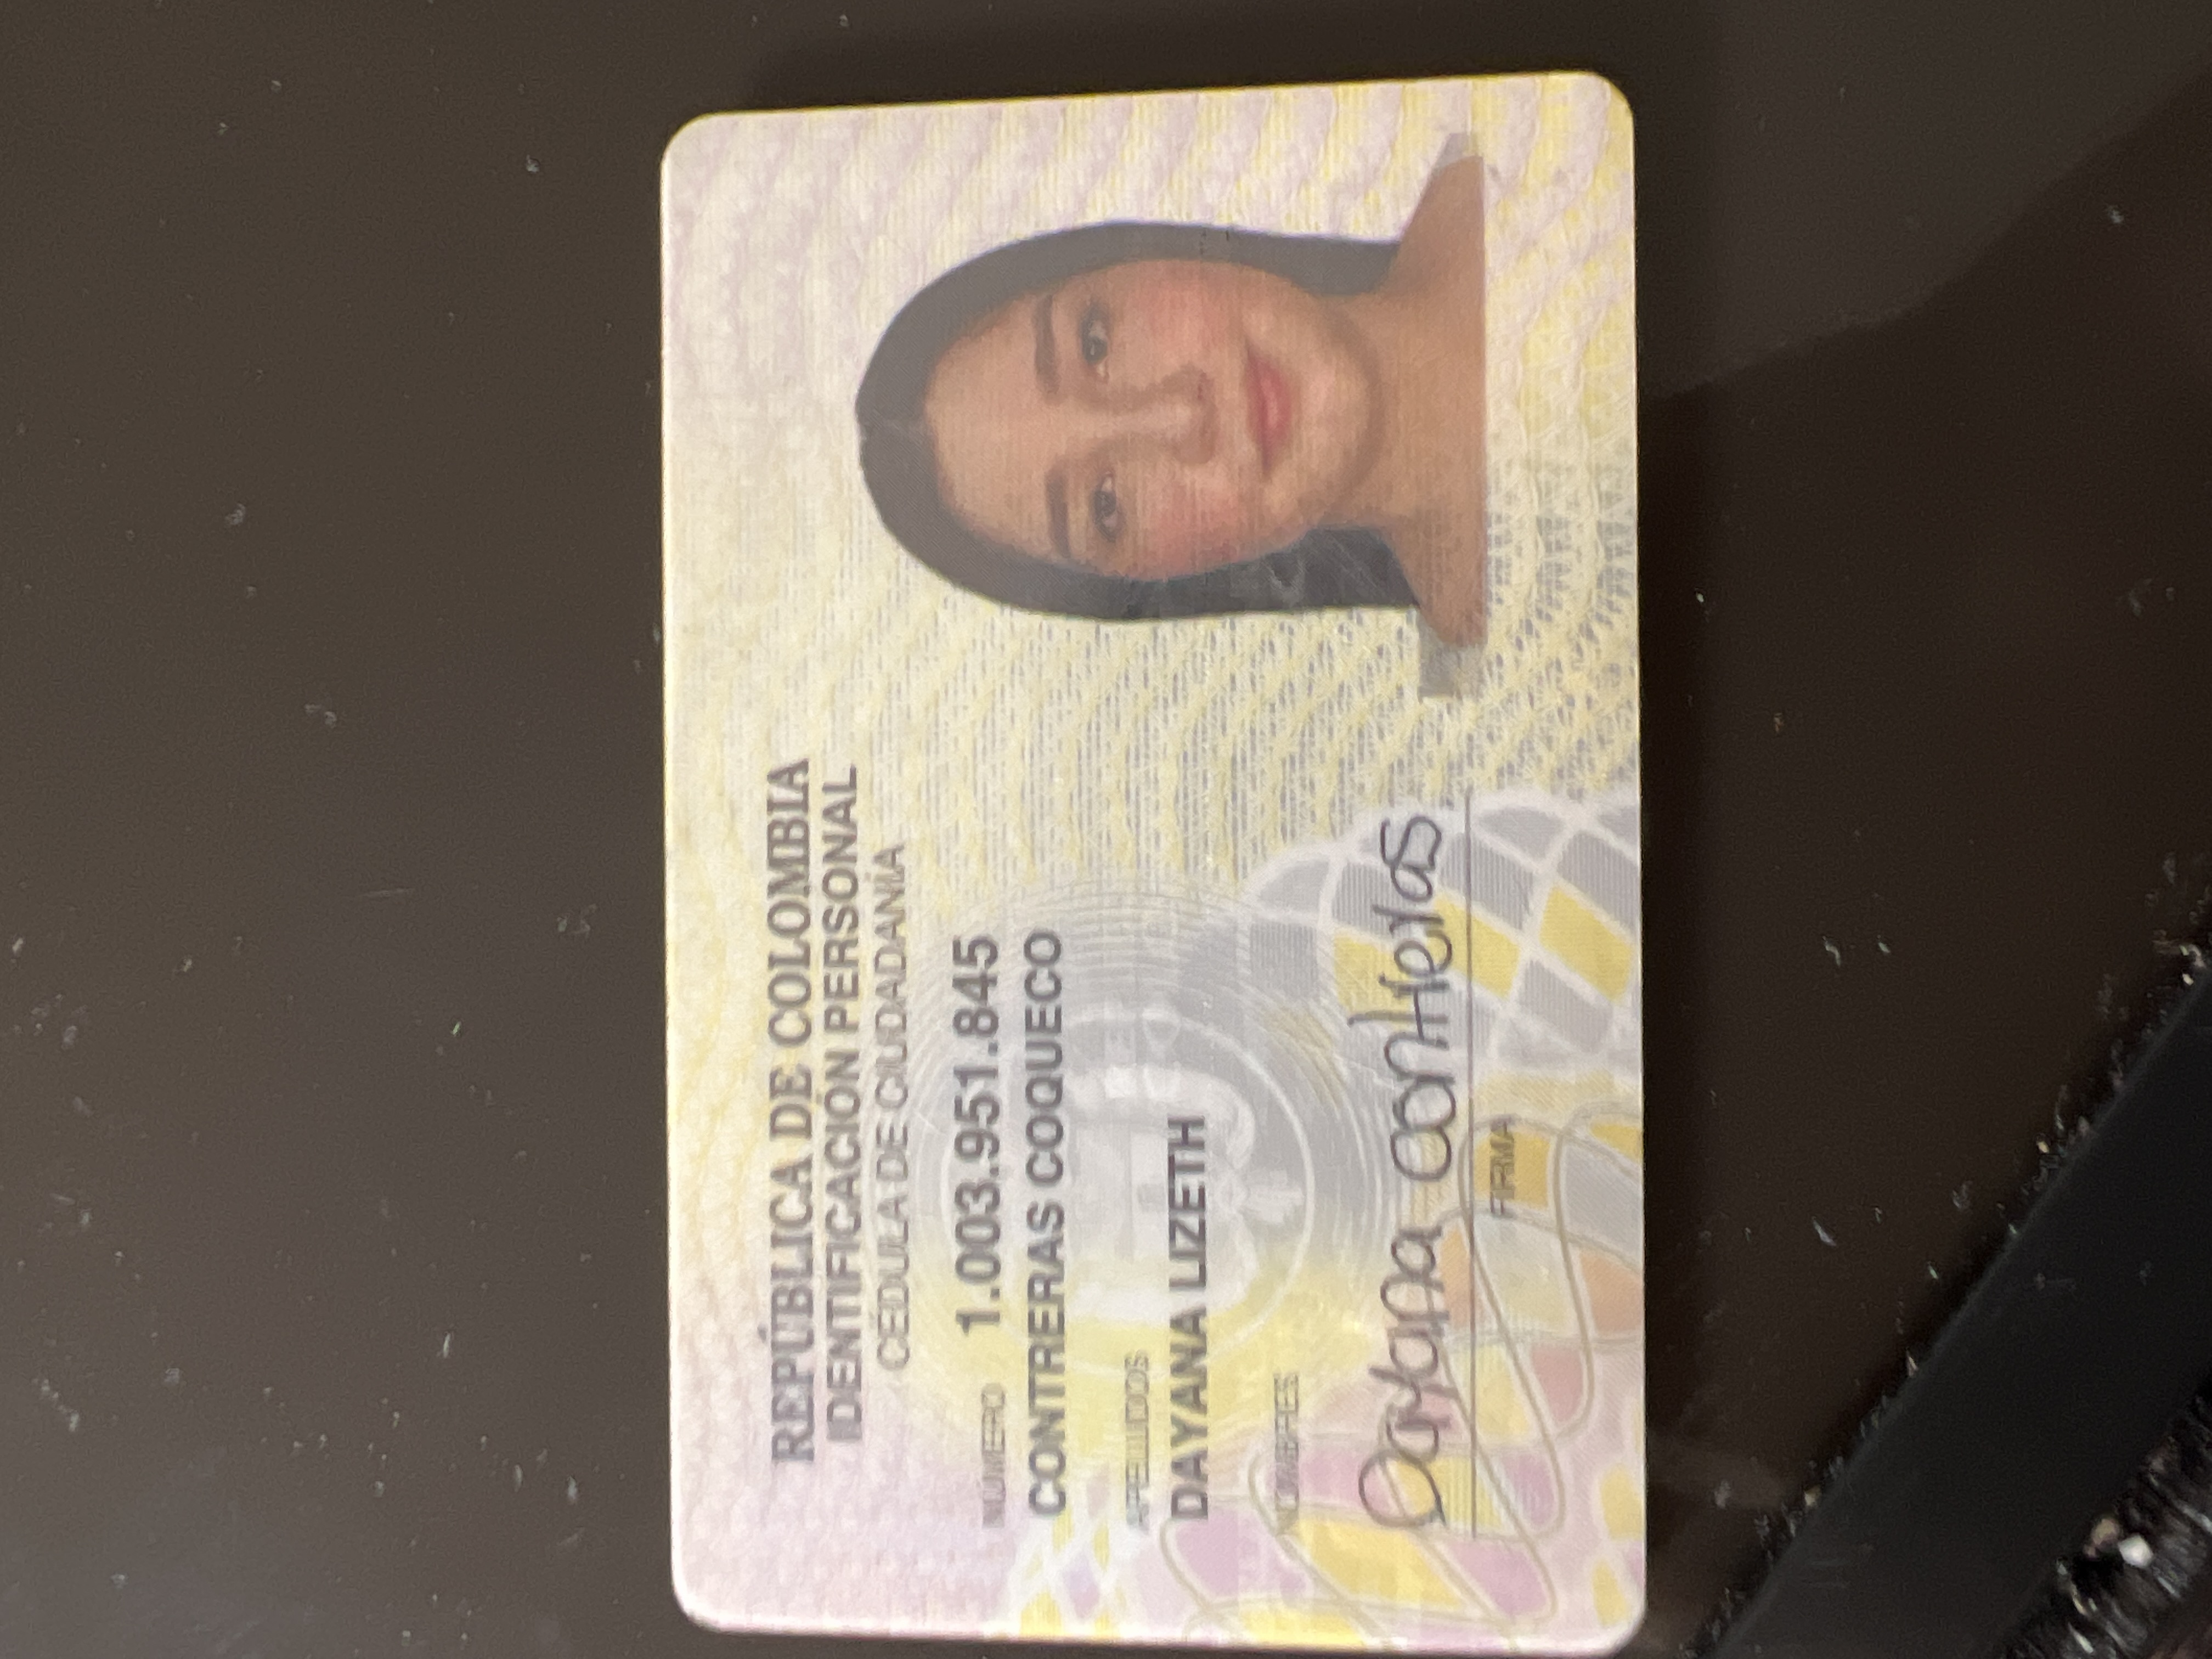 REPÚBLICA DE COLOMBIA
IDENTIFICACIÓN PERSONAL
CÉDULA DE CIUDADANÍA
NÚMERO 1.003.951.845
CONTRERAS COQUECO
APELLIDOS
DAYANA LIZETH
NOMBRES
Dayana contreras
FIRMA